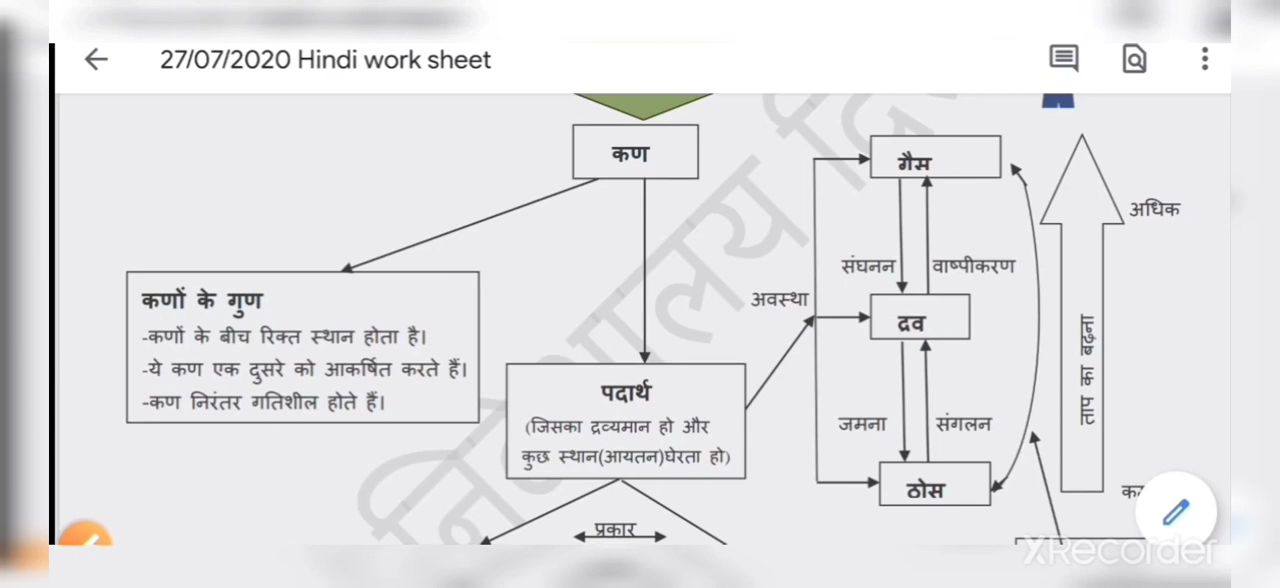 27/07/2020 Hindi work sheet
कण
कणों के गुण
-कणों के बीच रिक्त स्थान होता है।
-ये कण एक दुसरे को आकर्षित करते हैं।
-कण निरंतर गतिशील होते हैं।
पदार्थ
(जिसका द्रव्यमान हो और
कुछ स्थान(आयतन)घेरता हो)
प्रकार
अवस्था
गैस
संघनन
वाष्पीकरण
द्रव
जमना
संगलन
ठोस
अधिक
ताप का बढ़ना
XRecorder